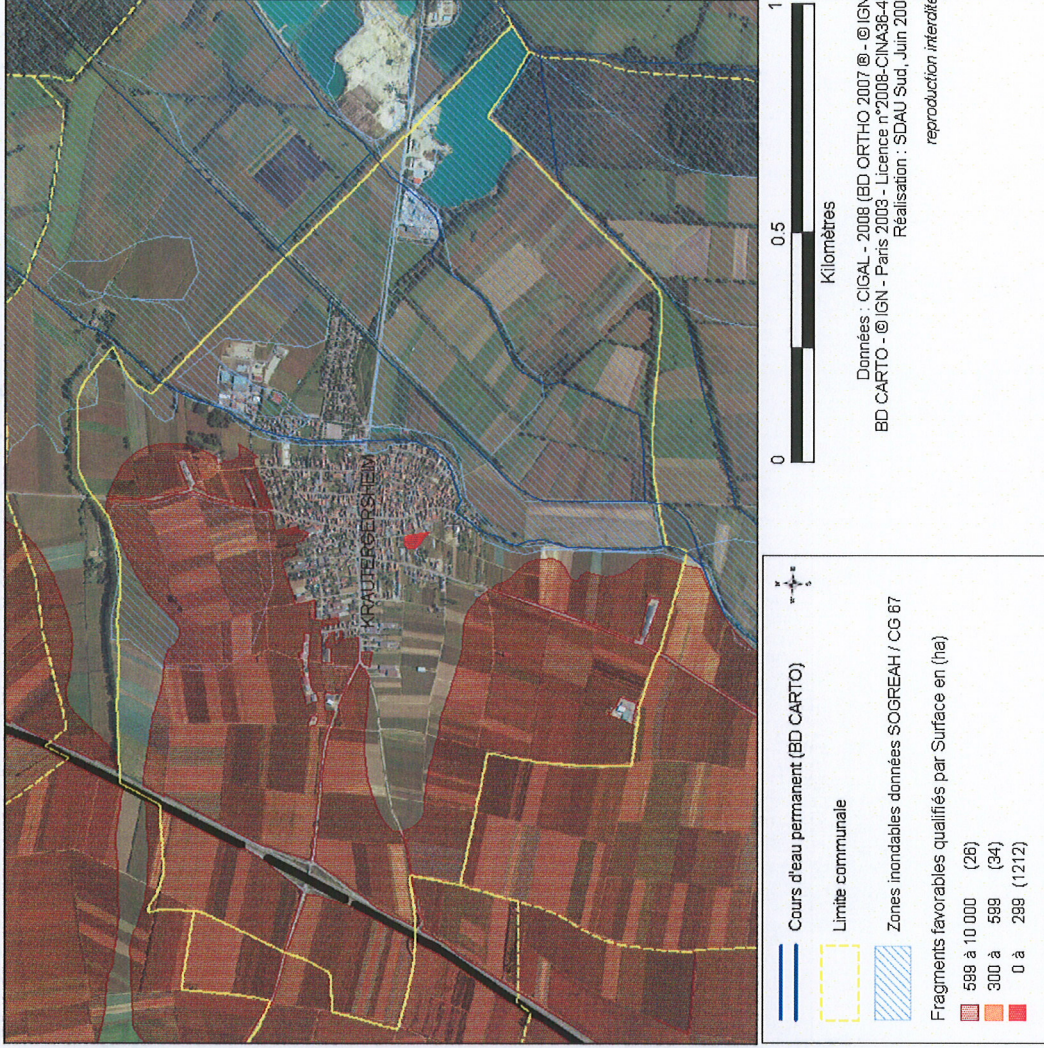 KRAUTERGERSHEIM
Cours d'eau permanent (BD CARTO)
Limite communale
Zones inondables données SOGREAH / CG 67
Fragments favorables qualifiés par Surface en (ha)
599 à 10 000 (26)
300 à 599 (34)
0 à 299 (1212)
0 0.5 1
Kilomètres
Données : CIGAL - 2008 (BD ORTHO 2007 ® - © IGN
BD CARTO - © IGN - Paris 2003 - Licence n°2008-CINA36-4
Réalisation : SDAU Sud, Juin 200
reproduction interdite